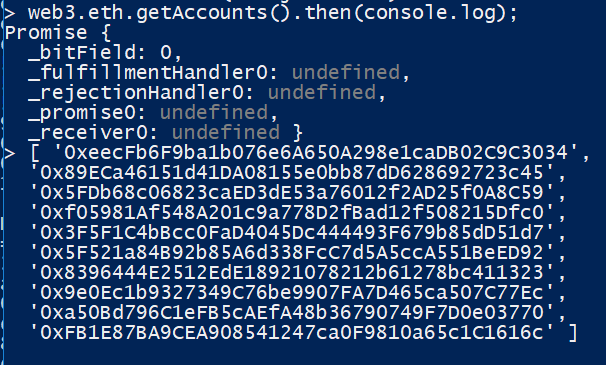 > web3.eth.getAccounts().then(console.log);
Promise {
  _bitField: 0,
  _fulfillmentHandler0: undefined,
  _rejectionHandler0: undefined,
  _promise0: undefined,
  _receiver0: undefined }
> [ '0xeecFb6F9ba1b076e6A650A298e1caDB02C9C3034',
  '0x89ECa46151d41DA08155e0bb87dD628692723c45',
  '0x5FDb68c06823caED3dE53a76012f2AD25f0A8C59',
  '0xf05981Af548A201c9a778D2fBad12f508215Dfc0',
  '0x3F5F1C4bBcc0FaD4045Dc444493F679b85dD51d7',
  '0x5F521a84B92b85A6d338FcC7d5A5ccA551BeED92',
  '0x8396444E2512EdE18921078212b61278bc411323',
  '0x9e0Ec1b9327349C76be9907FA7D465ca507C77Ec',
  '0xa50Bd796C1eFB5cAEfA48b36790749F7D0e03770',
  '0xFB1E87BA9CEA908541247ca0F9810a65c1C1616c' ]